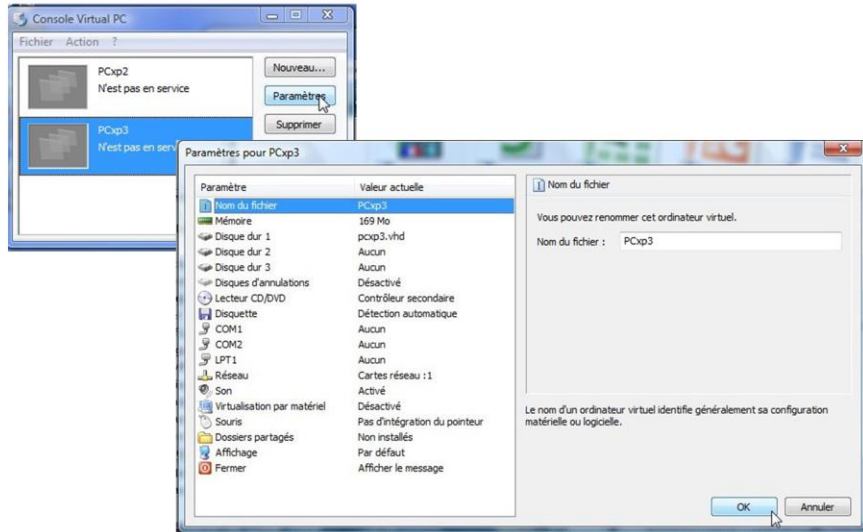 Console Virtual PC
Fichier Action ?
PCxp2
N'est pas en service
Nouveau...
Paramètres
PCxp3
N'est pas en serv
Supprimer
Paramètres pour PCxp3
Paramètre Valeur actuelle
Nom du fichier PCxp3
Mémoire 169 Mo
Disque dur 1 pcxp3.vhd
Disque dur 2 Aucun
Disque dur 3 Aucun
Disques d'annulations Désactivé
Lecteur CD/DVD Contrôleur secondaire
Disquette Détection automatique
COM1 Aucun
COM2 Aucun
LPT1 Aucun
Réseau Cartes réseau :1
Son Activé
Virtualisation par matériel Désactivé
Souris Pas d'intégration du pointeur
Dossiers partagés Non installés
Affichage Par défaut
Fermer Afficher le message
Nom du fichier
Vous pouvez renommer cet ordinateur virtuel.
Nom du fichier : PCxp3
Le nom d'un ordinateur virtuel identifie généralement sa configuration
matérielle ou logicielle.
OK Annuler